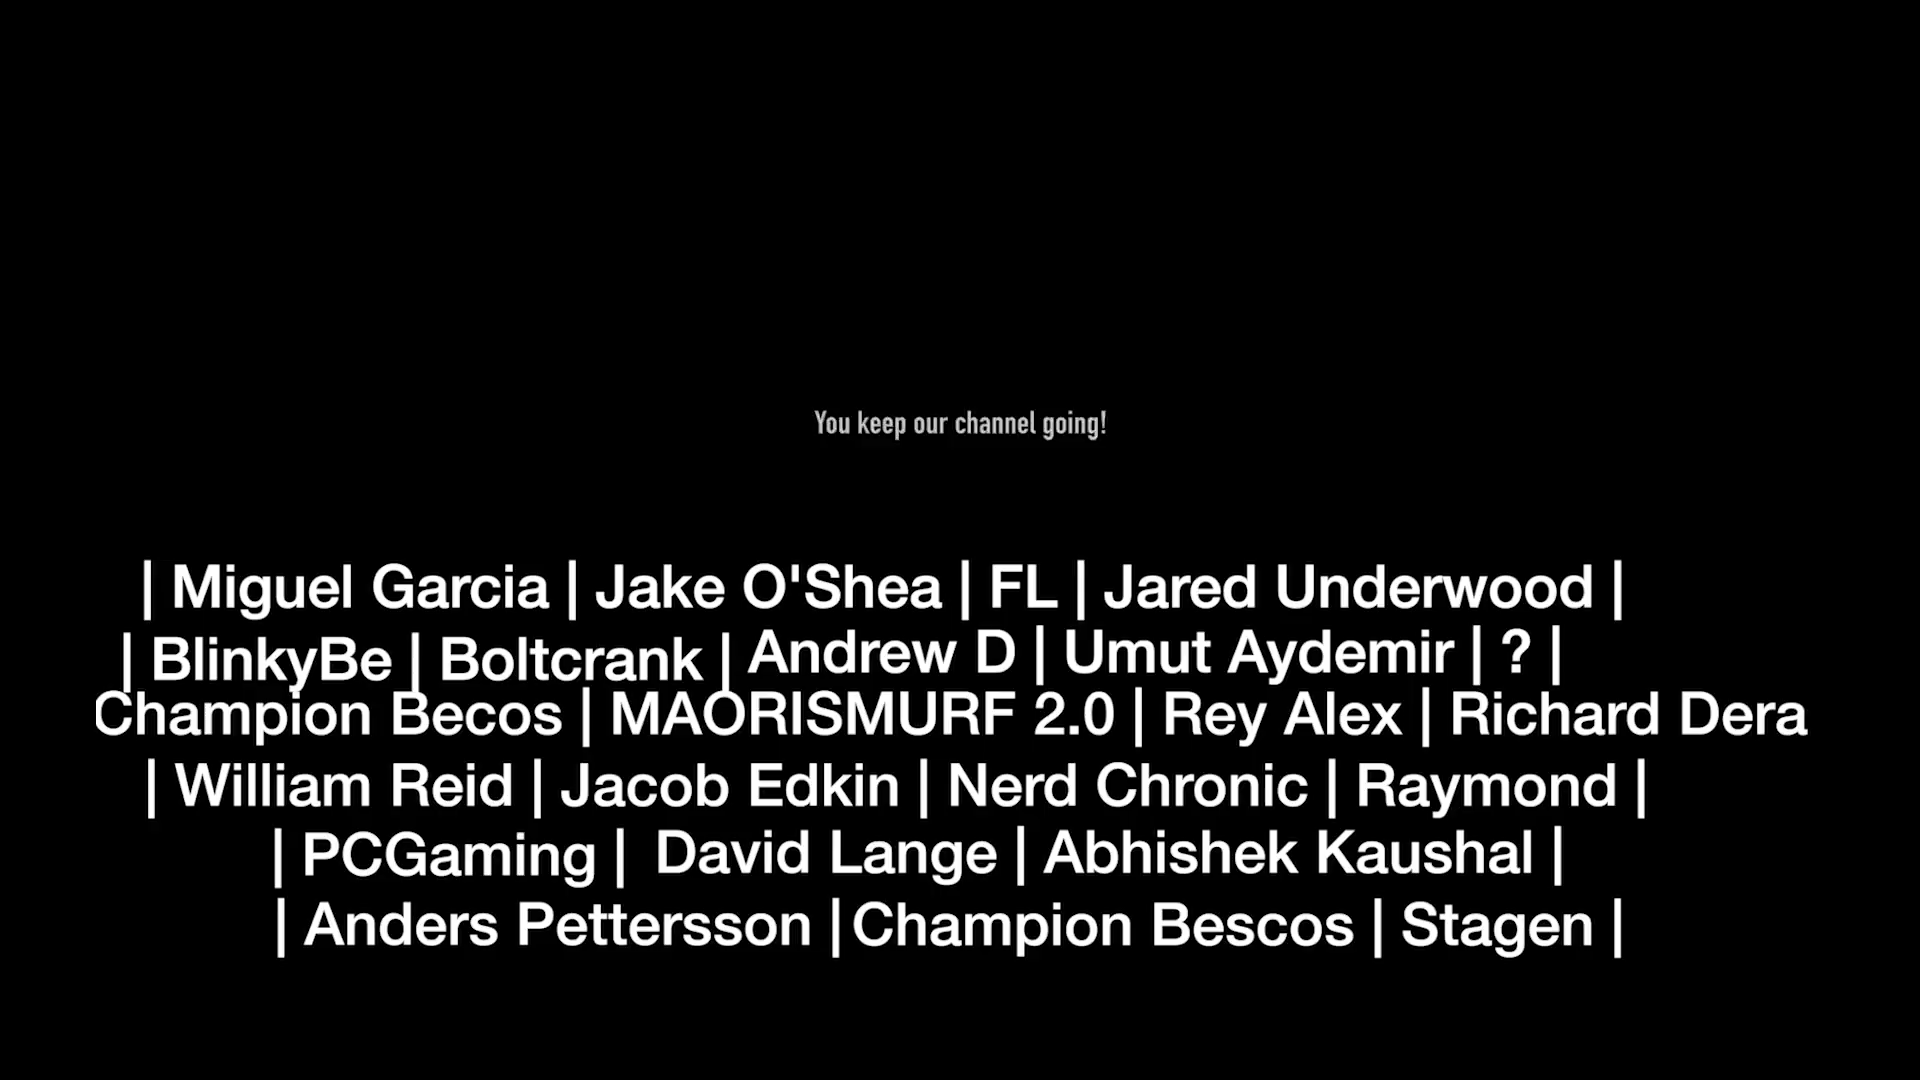 You keep our channel going!
| Miguel Garcia | Jake O'Shea | FL | Jared Underwood |
| BlinkyBe | Boltcrank | Andrew D | Umut Aydemir | ? |
Champion Becos | MAORISMURF 2.0 | Rey Alex | Richard Dera
| William Reid | Jacob Edkin | Nerd Chronic | Raymond |
| PCGaming | David Lange | Abhishek Kaushal |
| Anders Pettersson | Champion Bescos | Stagen |